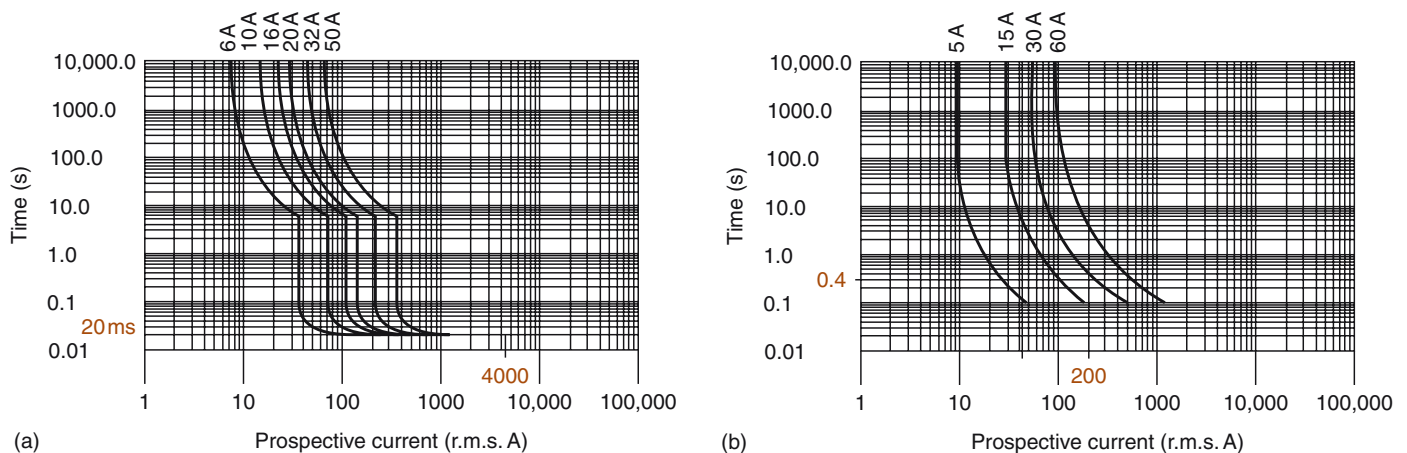 6 A
10 A
16 A
20 A
32 A
50 A
10,000.0
1000.0
100.0
10.0
1.0
0.1
20 ms
0.01
Time (s)
4000
1 10 100 1000 10,000 100,000
(a) Prospective current (r.m.s. A)
5 A
15 A
30 A
60 A
10,000.0
1000.0
100.0
10.0
1.0
0.4
0.1
0.01
Time (s)
200
1 10 100 1000 10,000 100,000
(b) Prospective current (r.m.s. A)